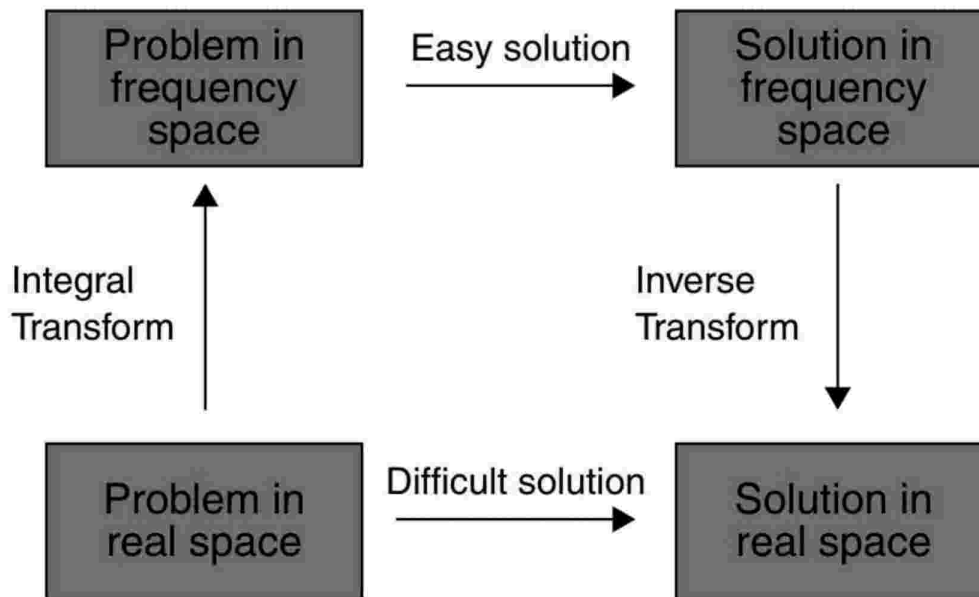 Problem in
frequency
space
Easy solution
Solution in
frequency
space
Integral
Transform
Inverse
Transform
Problem in
real space
Difficult solution
Solution in
real space